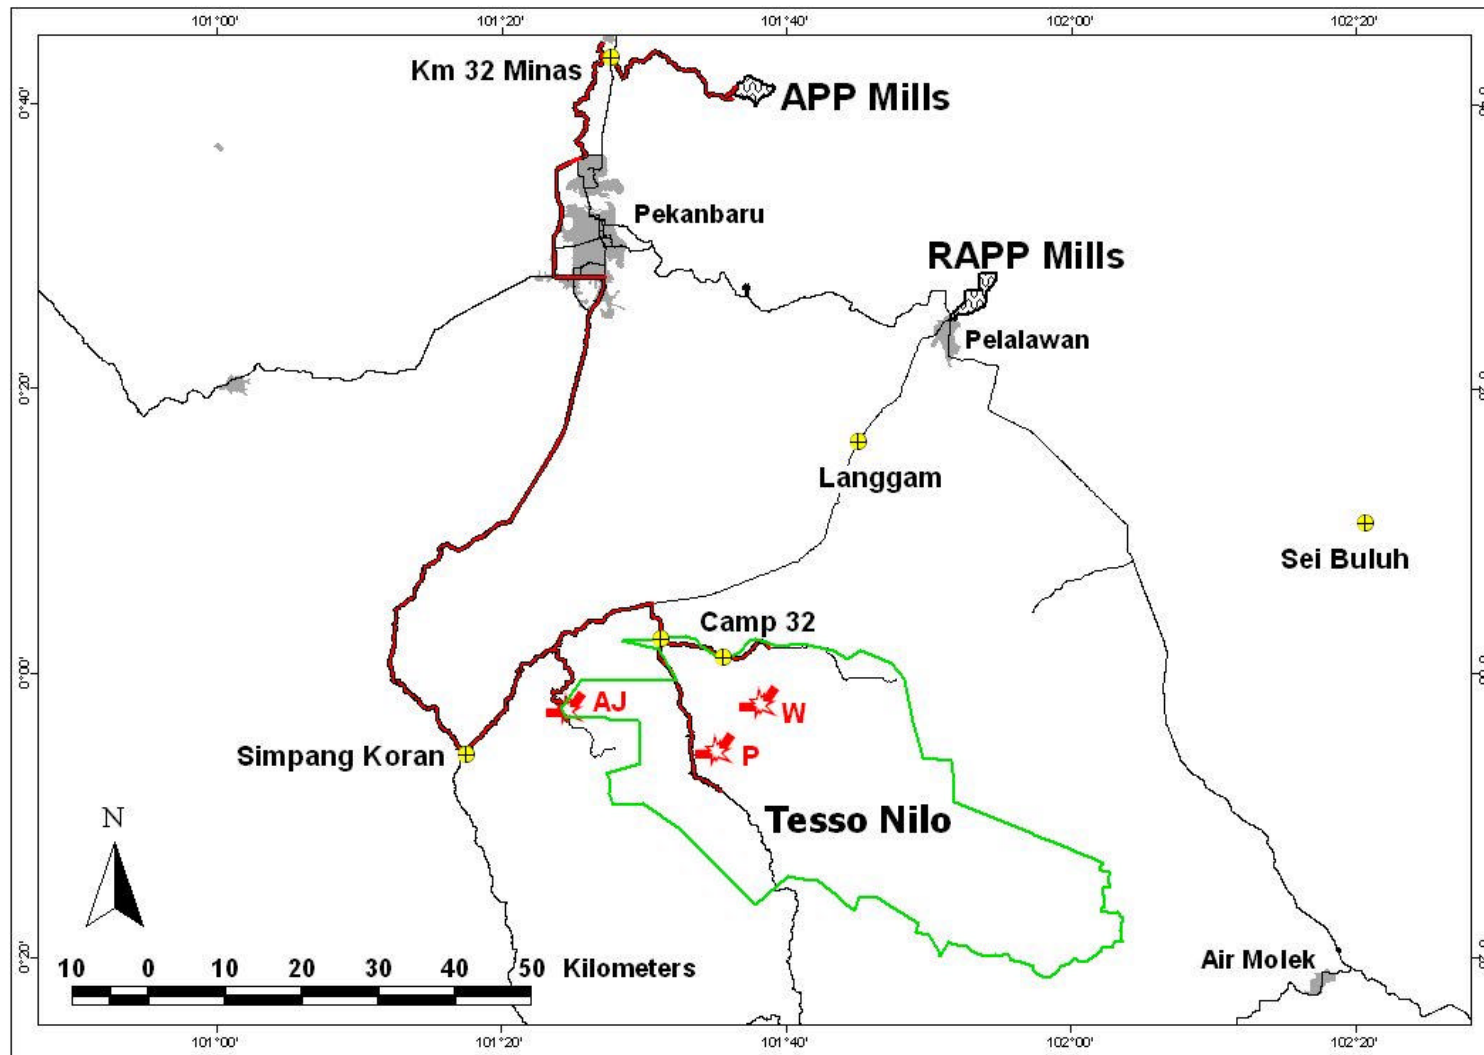 101°00'
101°20'
101°40'
102°00'
102°20'
Km 32 Minas
APP Mills
0°40'
Pekanbaru
RAPP Mills
Pelalawan
0°20'
Langgam
Sei Buluh
Camp 32
0°00'
AJ
W
Simpang Koran
P
Tesso Nilo
N
0°20'
Air Molek
10 0 10 20 30 40 50 Kilometers
101°00'
101°20'
101°40'
102°00'
102°20'